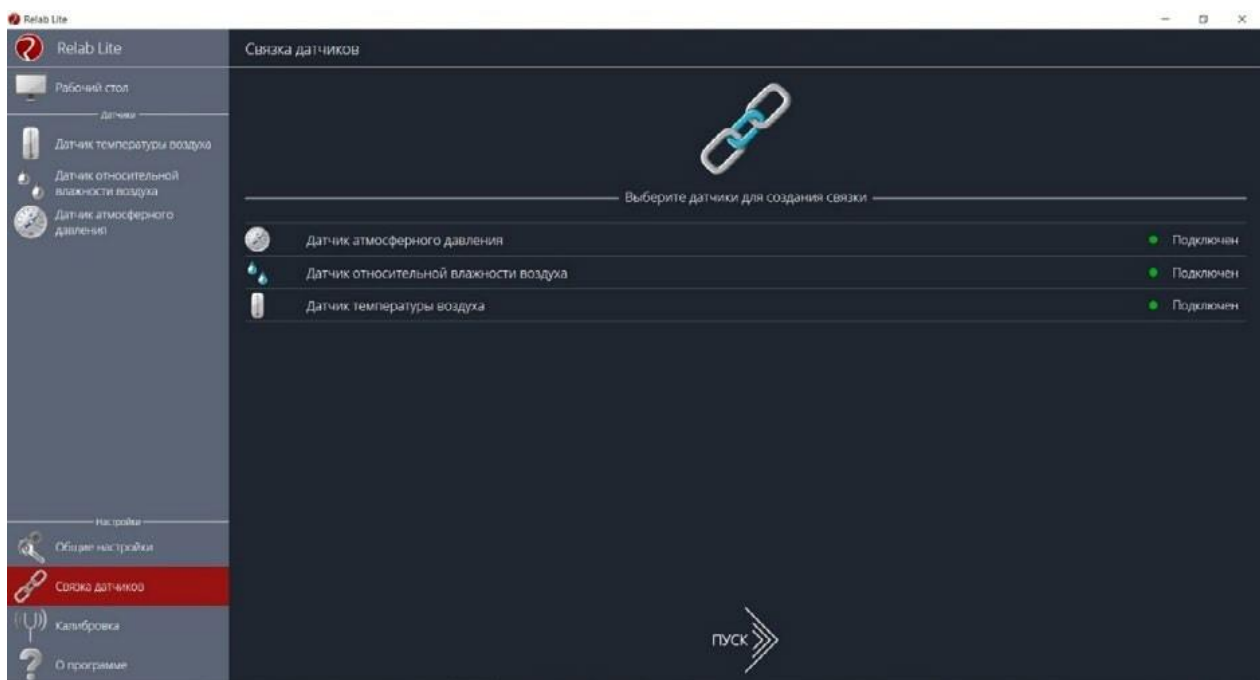 Relab Lite
Relab Lite
Связка датчиков
Рабочий стол
Датчики
Датчик температуры воздуха
Датчик относительной
влажности воздуха
Датчик атмосферного
давления
Выберите датчики для создания связки
Датчик атмосферного давления
Подключен
Датчик относительной влажности воздуха
Подключен
Датчик температуры воздуха
Подключен
Настройки
Общие настройки
Связка датчиков
Калибровка
О программе
ПУСК